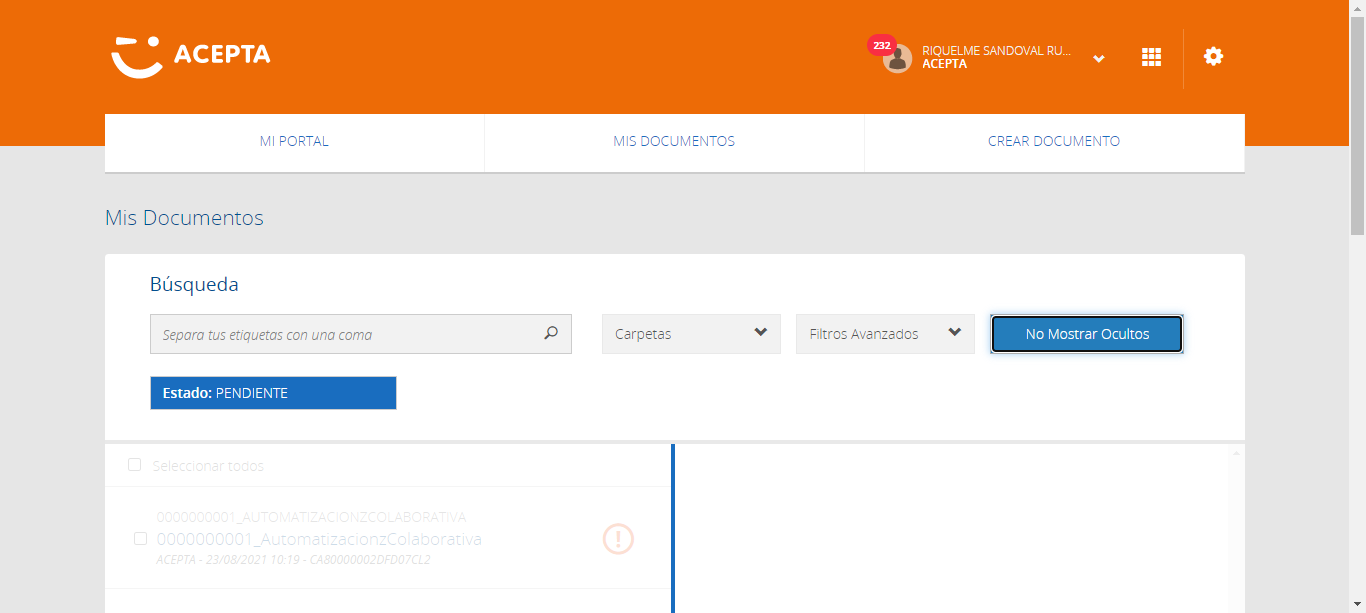 ACEPTA
232
RIQUELME SANDOVAL RU...
ACEPTA
MI PORTAL
MIS DOCUMENTOS
CREAR DOCUMENTO
Mis Documentos
Búsqueda
Separa tus etiquetas con una coma
Carpetas
Filtros Avanzados
No Mostrar Ocultos
Estado: PENDIENTE
Seleccionar todos
0000000001_AUTOMATIZACIONZCOLABORATIVA
0000000001_AutomatizacionzColaborativa
ACEPTA - 23/08/2021 10:19 - CA80000002DFD07CL2